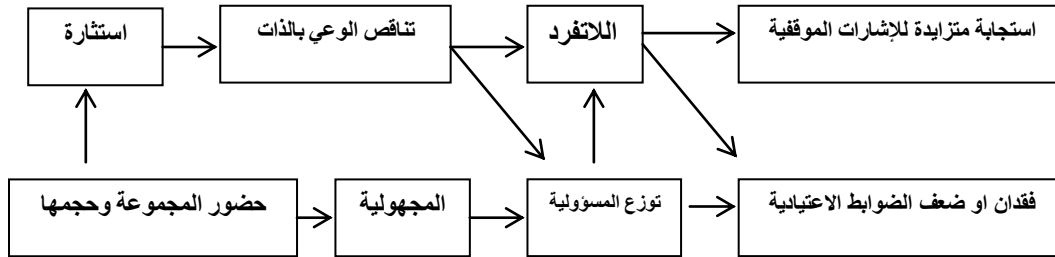 استثارة
تناقص الوعي بالذات
اللاتفرد
استجابة متزايدة للإشارات الموقفية
حضور المجموعة وحجمها
المجهولية
توزع المسؤولية
فقدان او ضعف الضوابط الاعتيادية